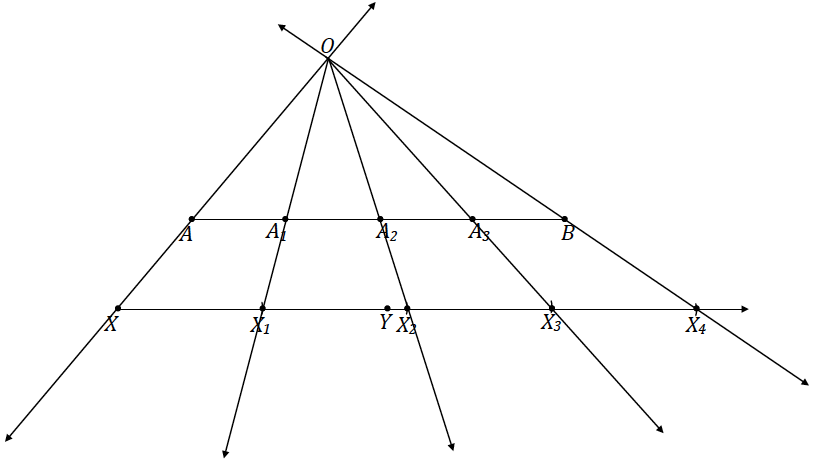 O
A A₁ A₂ A₃ B
X X₁ Y X₂ X₃ X₄